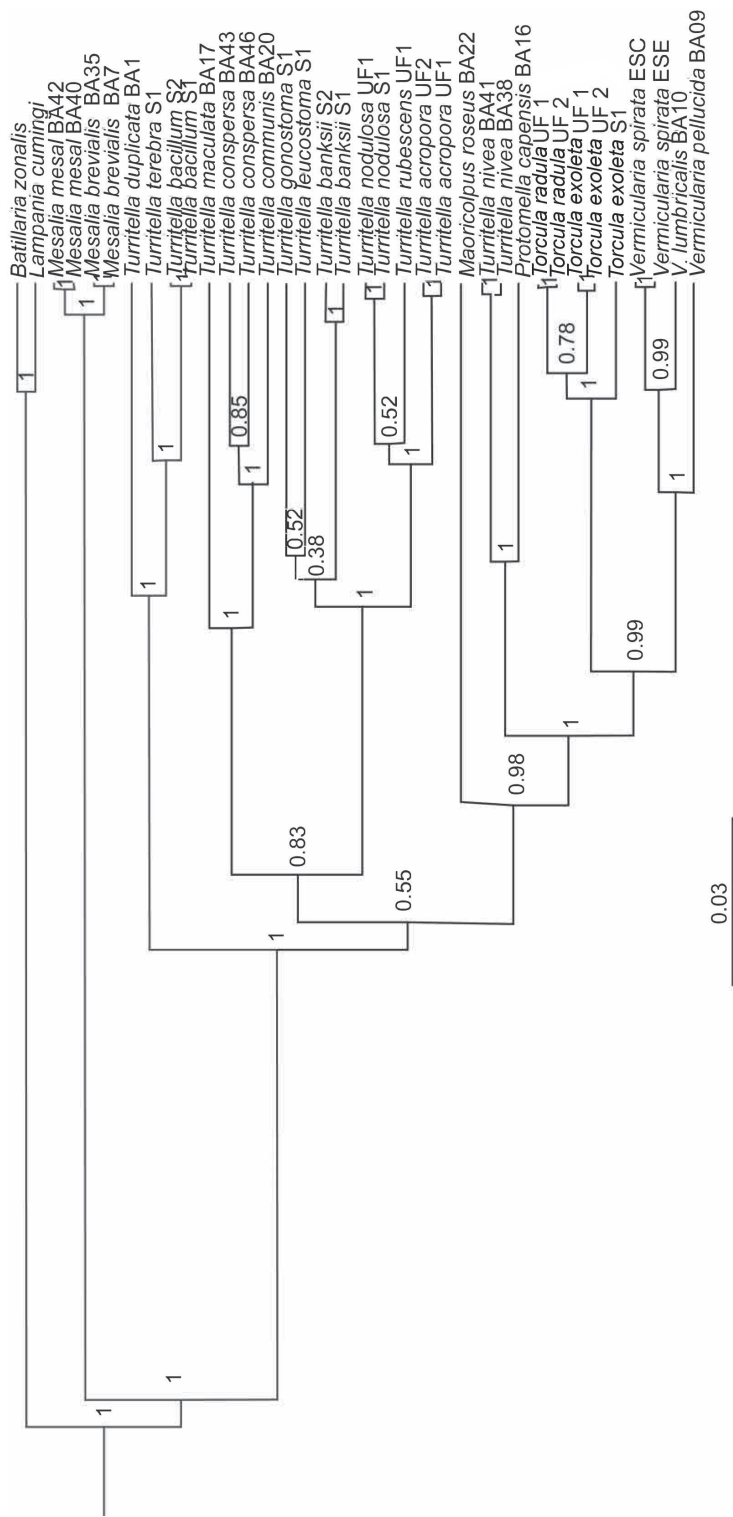 Batillaria zonalis
Lampania cumingi
Mesalia mesal BA42
Mesalia mesal BA40
Mesalia brevialis BA35
Mesalia brevialis BA7
Turritella duplicata BA1
Turritella terebra S1
Turritella bacillum S2
Turritella bacillum S1
Turritella maculata BA17
Turritella conspersa BA43
Turritella conspersa BA46
Turritella communis BA20
Turritella gonostoma S1
Turritella leucostoma S1
Turritella banksii S2
Turritella banksii S1
Turritella nodulosa UF1
Turritella nodulosa S1
Turritella rubescens UF1
Turritella acropora UF2
Turritella acropora UF1
Maoricolpus roseus BA22
Turritella nivea BA41
Turritella nivea BA38
Protomella capensis BA16
Torcula radula UF 1
Torcula radula UF 2
Torcula exoleta UF 1
Torcula exoleta UF 2
Torcula exoleta S1
Vermicularia spirata ESC
Vermicularia spirata ESE
V. lumbricalis BA10
Vermicularia pellucida BA09
1
1
1
1
1
1
1
1
0.85
1
1
0.52
0.38
1
1
1
0.52
1
1
0.83
1
1
1
0.78
1
1
0.99
1
0.99
1
0.98
0.55
1
1
1
0.03